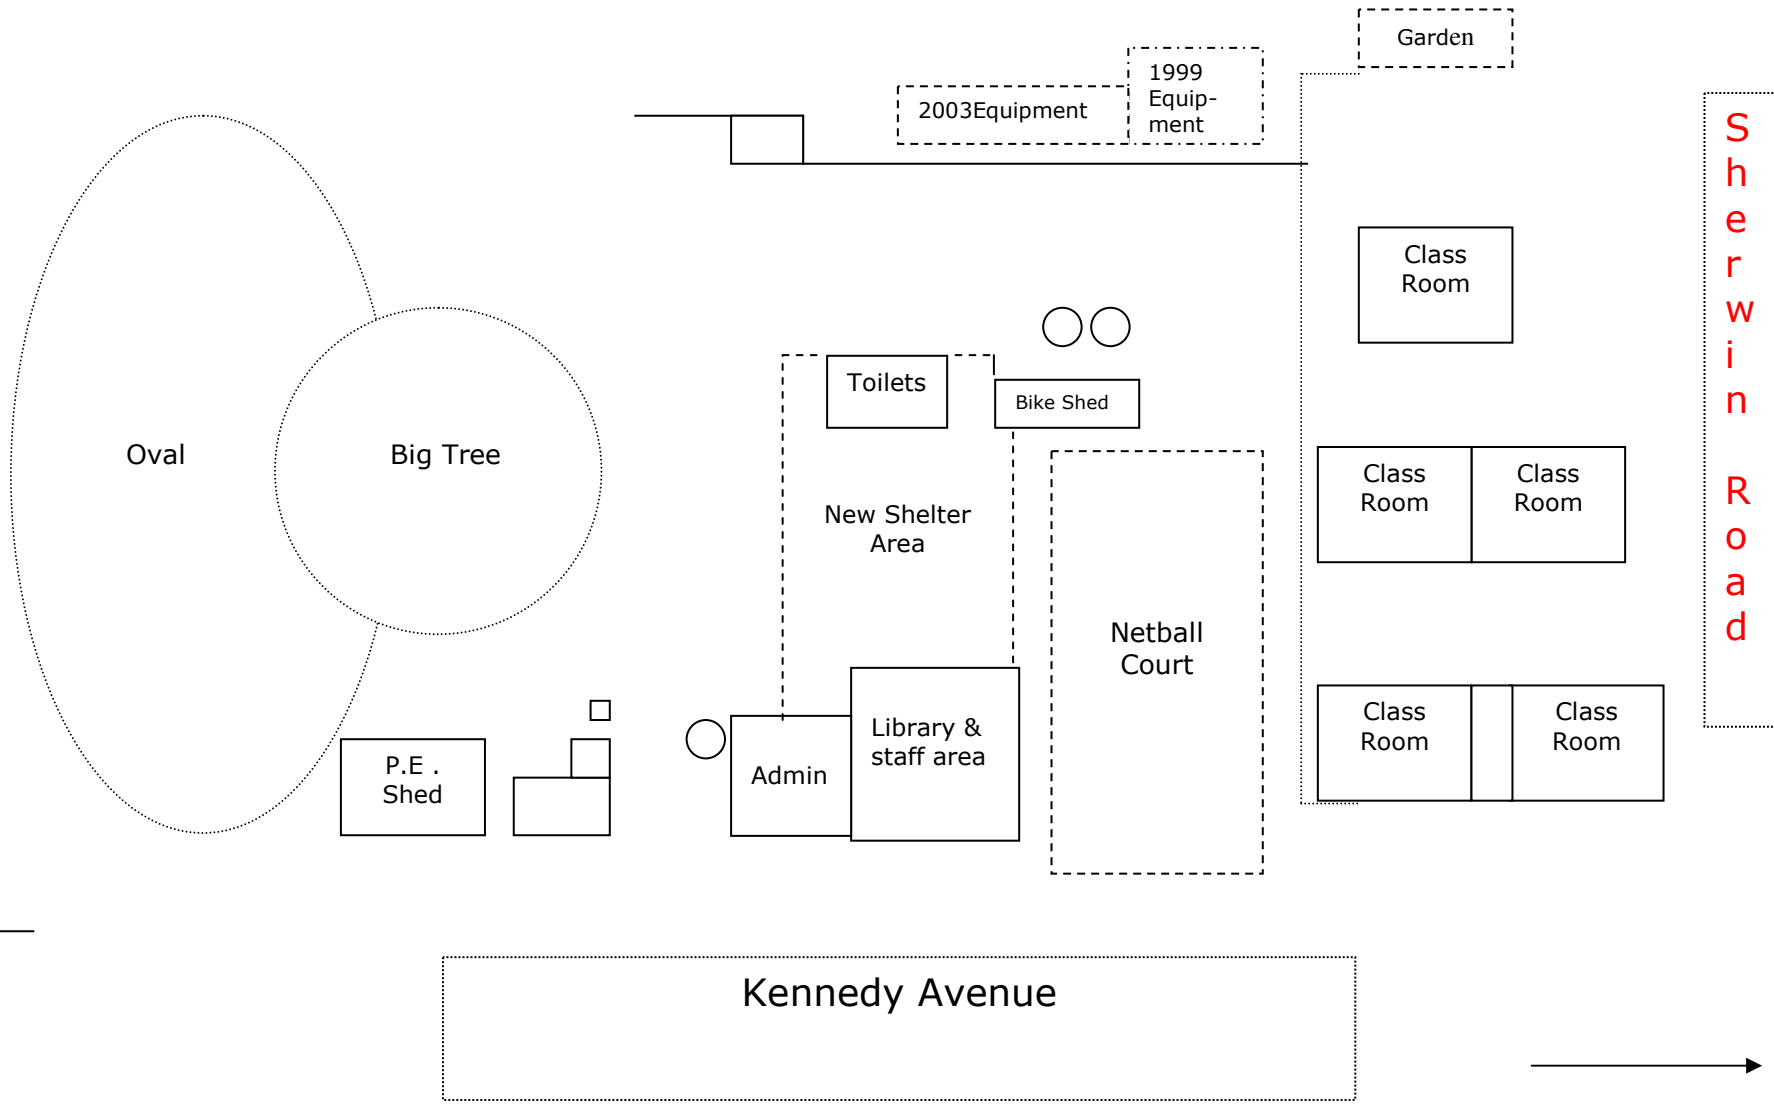 Garden
1999
Equip-
ment
2003Equipment
S
h
e
r
w
i
n
R
o
a
d
Class
Room
Toilets
Bike Shed
Oval
Big Tree
Class
Room
Class
Room
New Shelter
Area
Netball
Court
P.E .
Shed
Admin
Library &
staff area
Class
Room
Class
Room
Kennedy Avenue